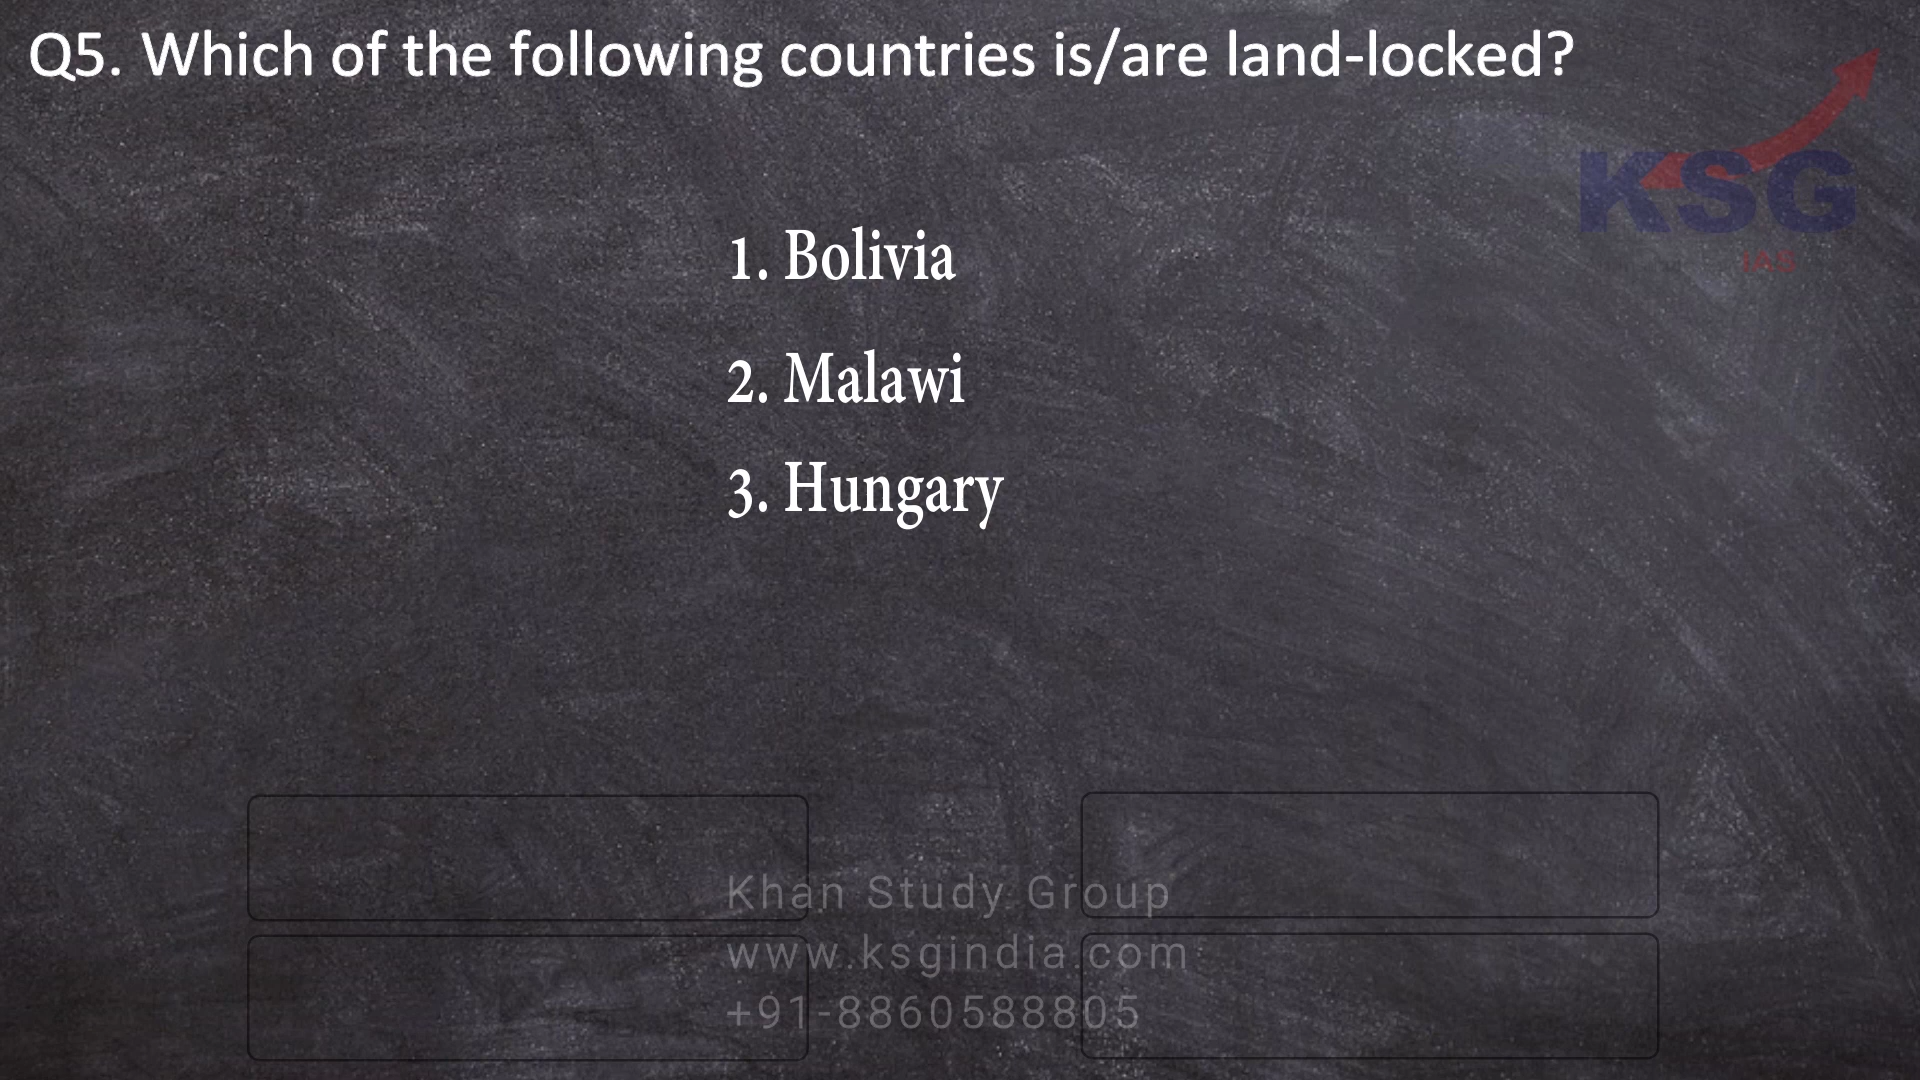 Q5. Which of the following countries is/are land-locked?
KSG
IAS
1. Bolivia
2. Malawi
3. Hungary
Khan Study Group
www.ksgindia.com
+91-8860588805